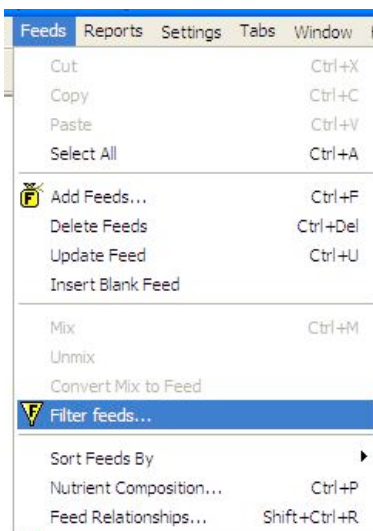 Feeds Reports Settings Tabs Window
Cut Ctrl+X
Copy Ctrl+C
Paste Ctrl+V
Select All Ctrl+A
F Add Feeds... Ctrl+F
Delete Feeds Ctrl+Del
Update Feed Ctrl+U
Insert Blank Feed
Mix Ctrl+M
Unmix
Convert Mix to Feed
F Filter feeds...
Sort Feeds By
Nutrient Composition... Ctrl+P
Feed Relationships... Shift+Ctrl+R